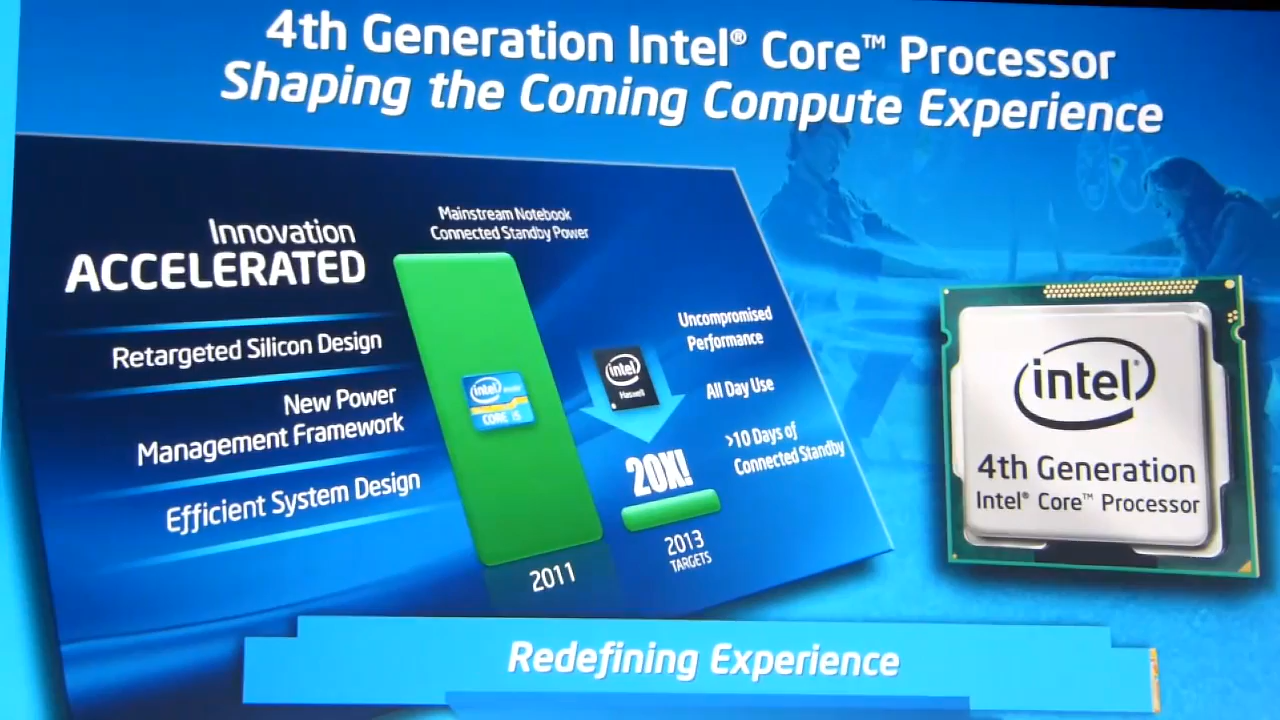 4th Generation Intel® Core™ Processor
Shaping the Coming Compute Experience
Innovation
ACCELERATED
Retargeted Silicon Design
New Power
Management Framework
Efficient System Design
Mainstream Notebook
Connected Standby Power
intel
CORE i5
2011
intel
Haswell
20X!
2013
TARGETS
Uncompromised
Performance
All Day Use
>10 Days of
Connected Standby
intel®
4th Generation
Intel® Core™ Processor
Redefining Experience